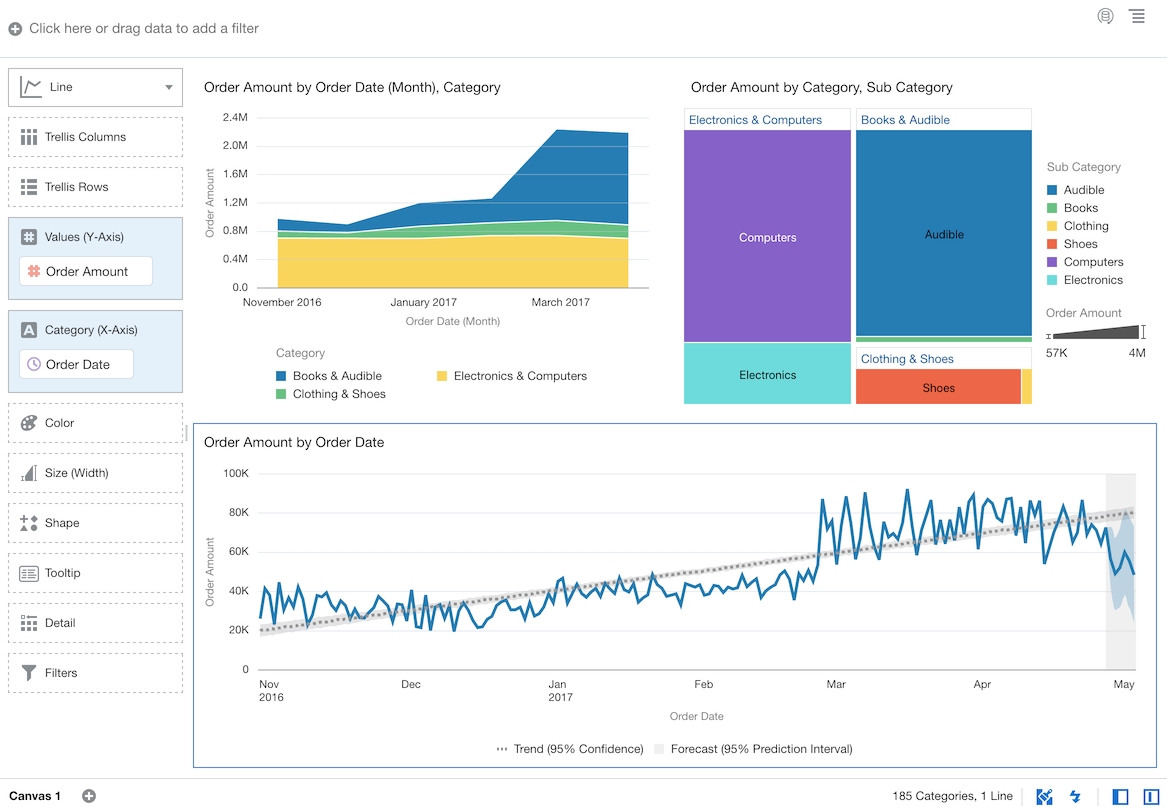 Click here or drag data to add a filter
Line
Trellis Columns
Trellis Rows
Values (Y-Axis)
Order Amount
Category (X-Axis)
Order Date
Color
Size (Width)
Shape
Tooltip
Detail
Filters
Order Amount by Order Date (Month), Category
2.4M
2.0M
1.6M
1.2M
0.8M
0.4M
0.0
Order Amount
November 2016 January 2017 March 2017
Order Date (Month)
Category
Books & Audible Electronics & Computers
Clothing & Shoes
Order Amount by Category, Sub Category
Electronics & Computers Books & Audible
Computers
Audible
Electronics
Clothing & Shoes
Shoes
Sub Category
Audible
Books
Clothing
Shoes
Computers
Electronics
Order Amount
57K 4M
Order Amount by Order Date
100K
80K
60K
40K
20K
0
Order Amount
Nov Dec Jan Feb Mar Apr May
2016 2017
Order Date
Trend (95% Confidence) Forecast (95% Prediction Interval)
Canvas 1
185 Categories, 1 Line